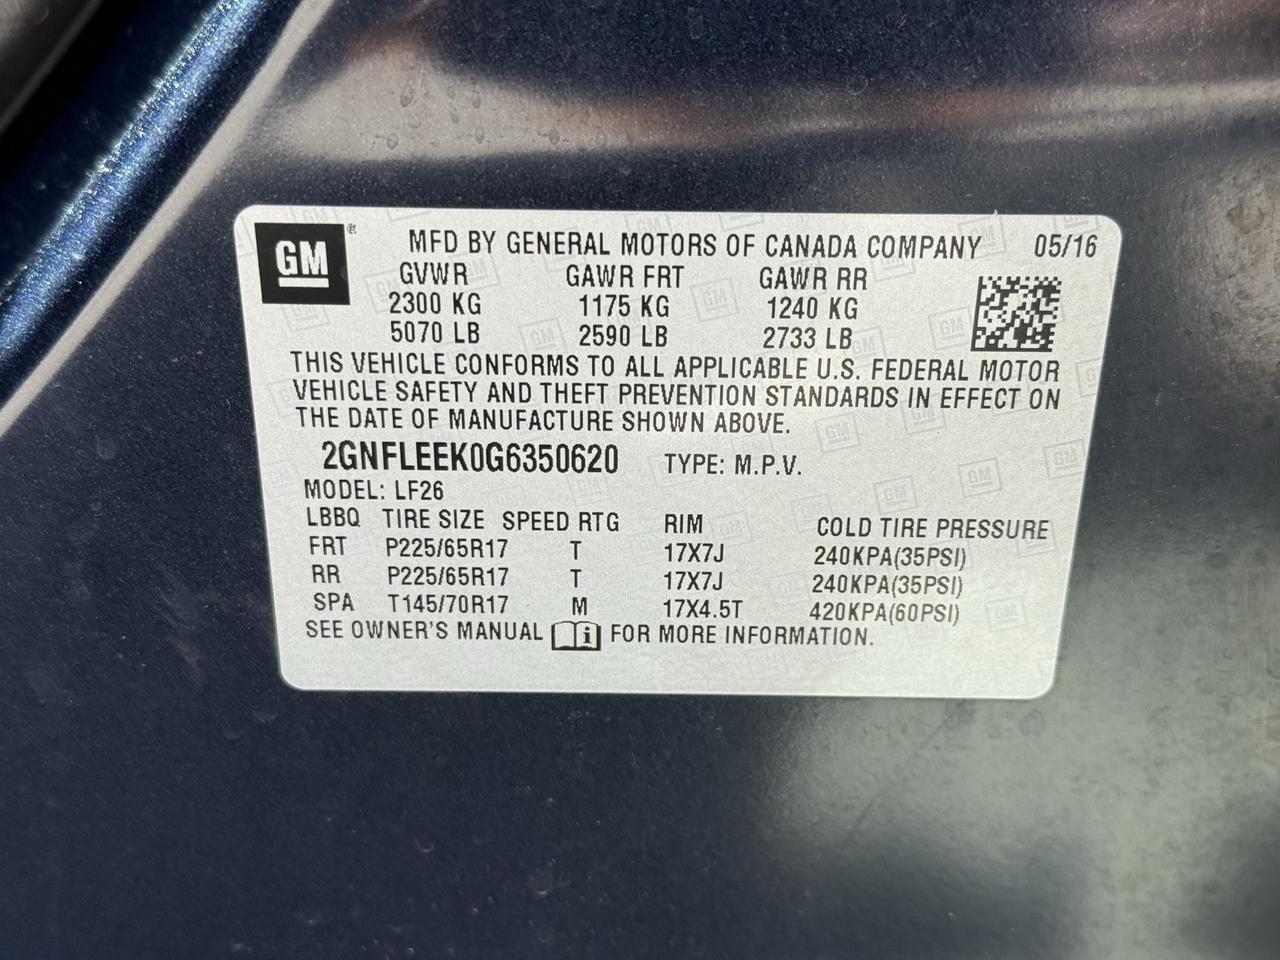 GM® MFD BY GENERAL MOTORS OF CANADA COMPANY 05/16
GVWR GAWR FRT GAWR RR
2300 KG 1175 KG 1240 KG
5070 LB 2590 LB 2733 LB
THIS VEHICLE CONFORMS TO ALL APPLICABLE U.S. FEDERAL MOTOR
VEHICLE SAFETY AND THEFT PREVENTION STANDARDS IN EFFECT ON
THE DATE OF MANUFACTURE SHOWN ABOVE.
2GNFLEEK0G6350620 TYPE: M.P.V.
MODEL: LF26
LBBQ TIRE SIZE SPEED RTG RIM COLD TIRE PRESSURE
FRT P225/65R17 T 17X7J 240KPA(35PSI)
RR P225/65R17 T 17X7J 240KPA(35PSI)
SPA T145/70R17 M 17X4.5T 420KPA(60PSI)
SEE OWNER'S MANUAL i FOR MORE INFORMATION.